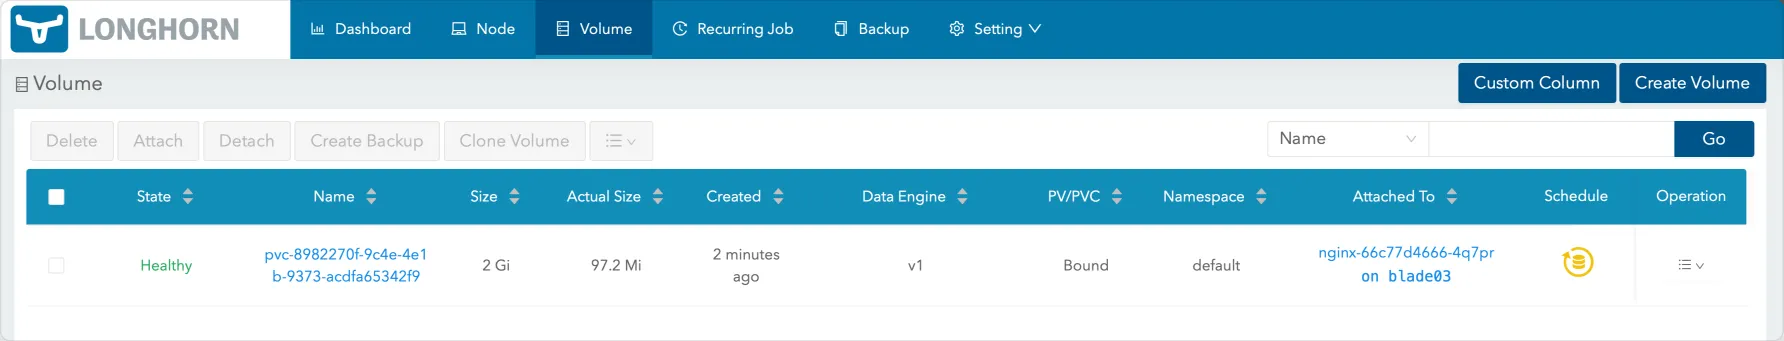 LONGHORN Dashboard Node Volume Recurring Job Backup Setting
Volume Custom Column Create Volume
Delete Attach Detach Create Backup Clone Volume Name Go
State Name Size Actual Size Created Data Engine PV/PVC Namespace Attached To Schedule Operation
Healthy pvc-8982270f-9c4e-4e1 2 Gi 97.2 Mi 2 minutes v1 Bound default nginx-66c77d4666-4q7pr
b-9373-acdfa65342f9 ago on blade03